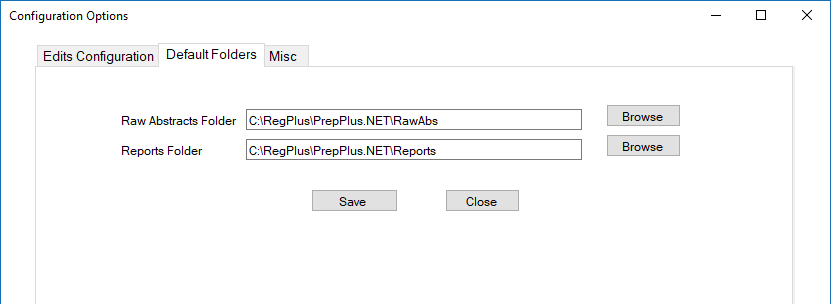 Configuration Options
Edits Configuration Default Folders Misc
Raw Abstracts Folder C:\RegPlus\PrepPlus.NET\RawAbs Browse
Reports Folder C:\RegPlus\PrepPlus.NET\Reports Browse
Save Close